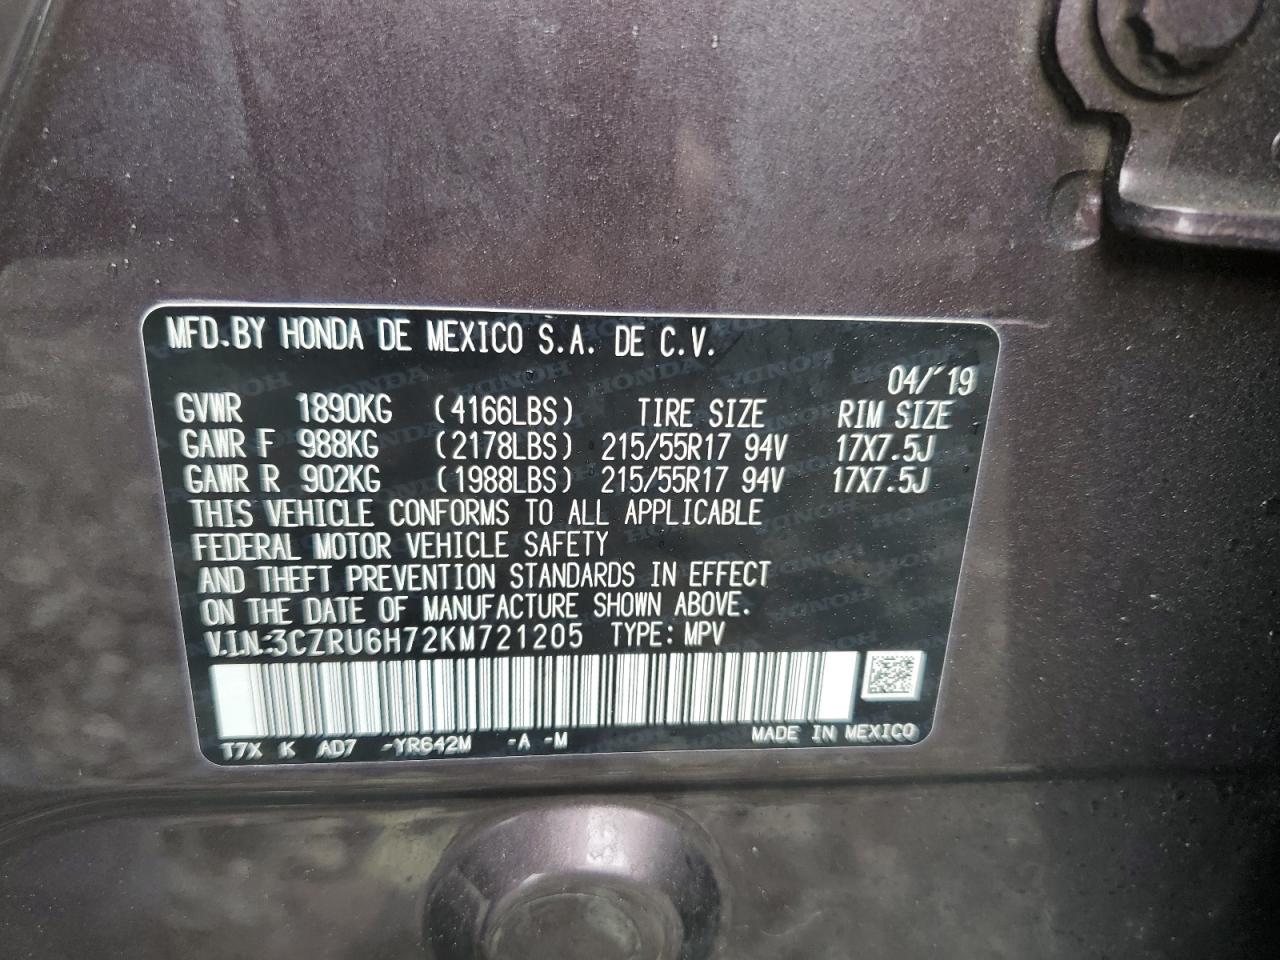 MFD.BY HONDA DE MEXICO S.A. DE C.V.
04/´19
GVWR 1890KG (4166LBS) TIRE SIZE RIM SIZE
GAWR F 988KG (2178LBS) 215/55R17 94V 17X7.5J
GAWR R 902KG (1988LBS) 215/55R17 94V 17X7.5J
THIS VEHICLE CONFORMS TO ALL APPLICABLE
FEDERAL MOTOR VEHICLE SAFETY
AND THEFT PREVENTION STANDARDS IN EFFECT
ON THE DATE OF MANUFACTURE SHOWN ABOVE.
V.I.N:3CZRU6H72KM721205 TYPE: MPV
T7X K AD7 -YR642M -A -M MADE IN MEXICO